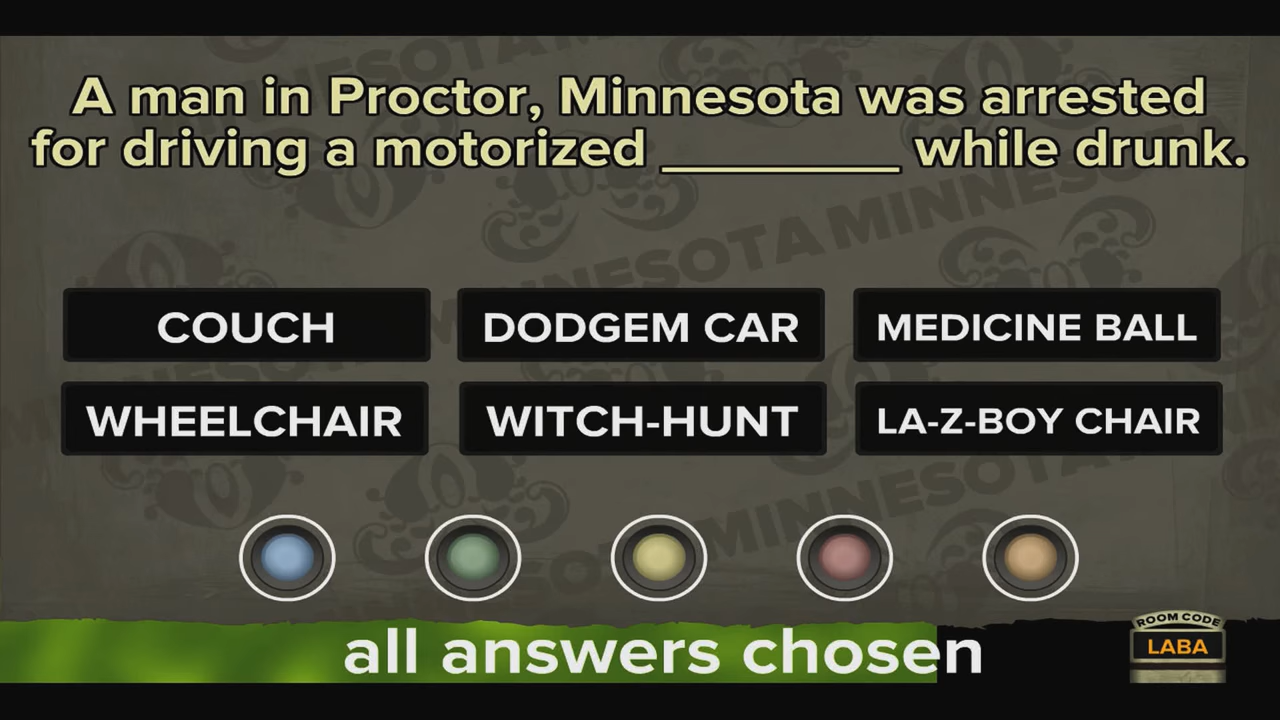 A man in Proctor, Minnesota was arrested
for driving a motorized ________ while drunk.
COUCH
DODGEM CAR
MEDICINE BALL
WHEELCHAIR
WITCH-HUNT
LA-Z-BOY CHAIR
all answers chosen
ROOM CODE
LABA